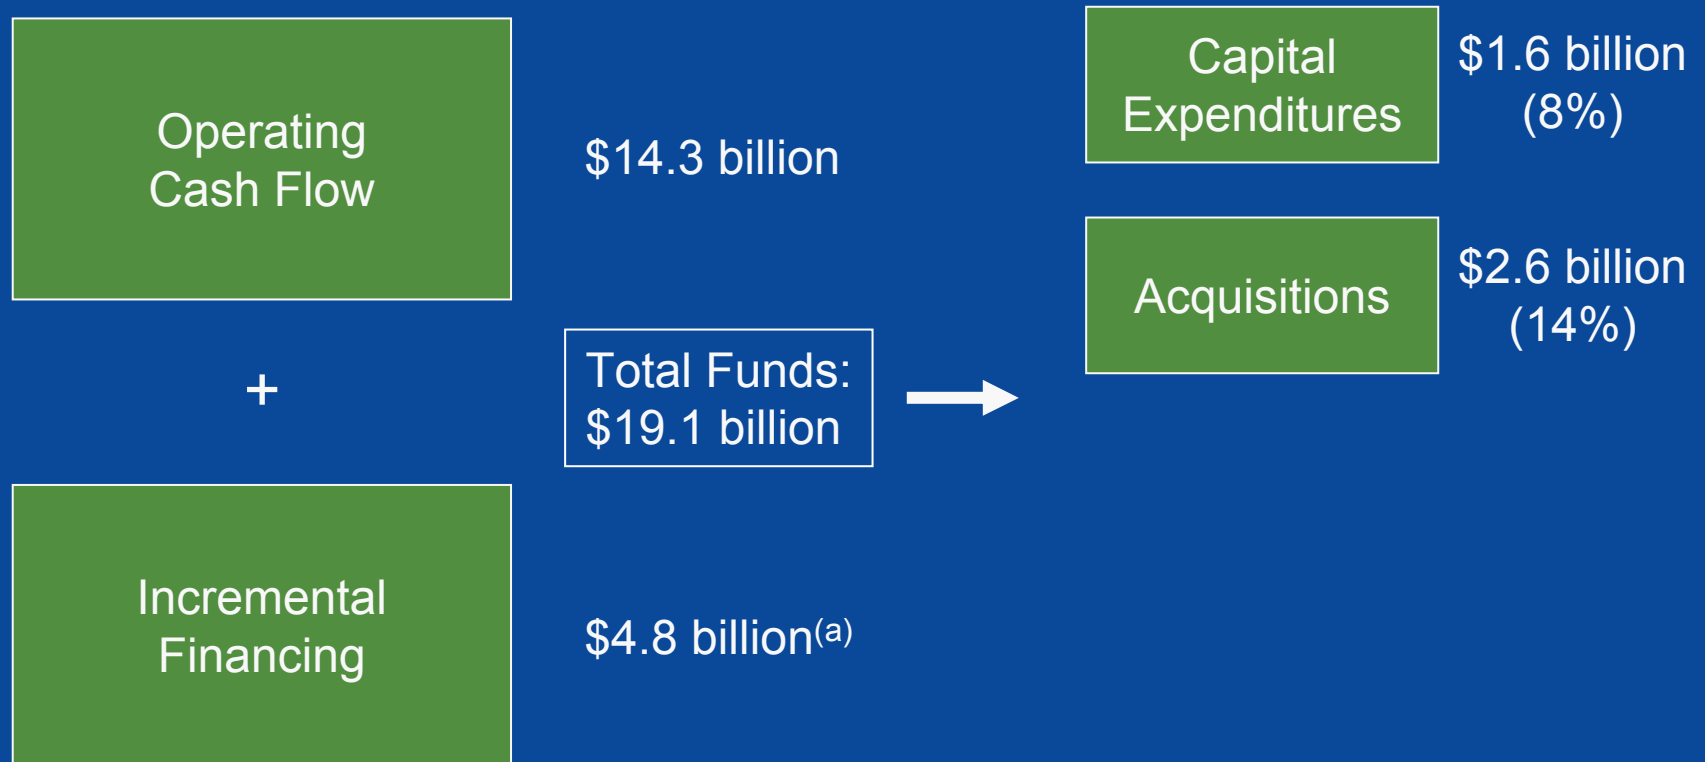 Operating
Cash Flow
$14.3 billion
+
Total Funds:
$19.1 billion
Incremental
Financing
$4.8 billion(a)
Capital
Expenditures
$1.6 billion
(8%)
Acquisitions
$2.6 billion
(14%)